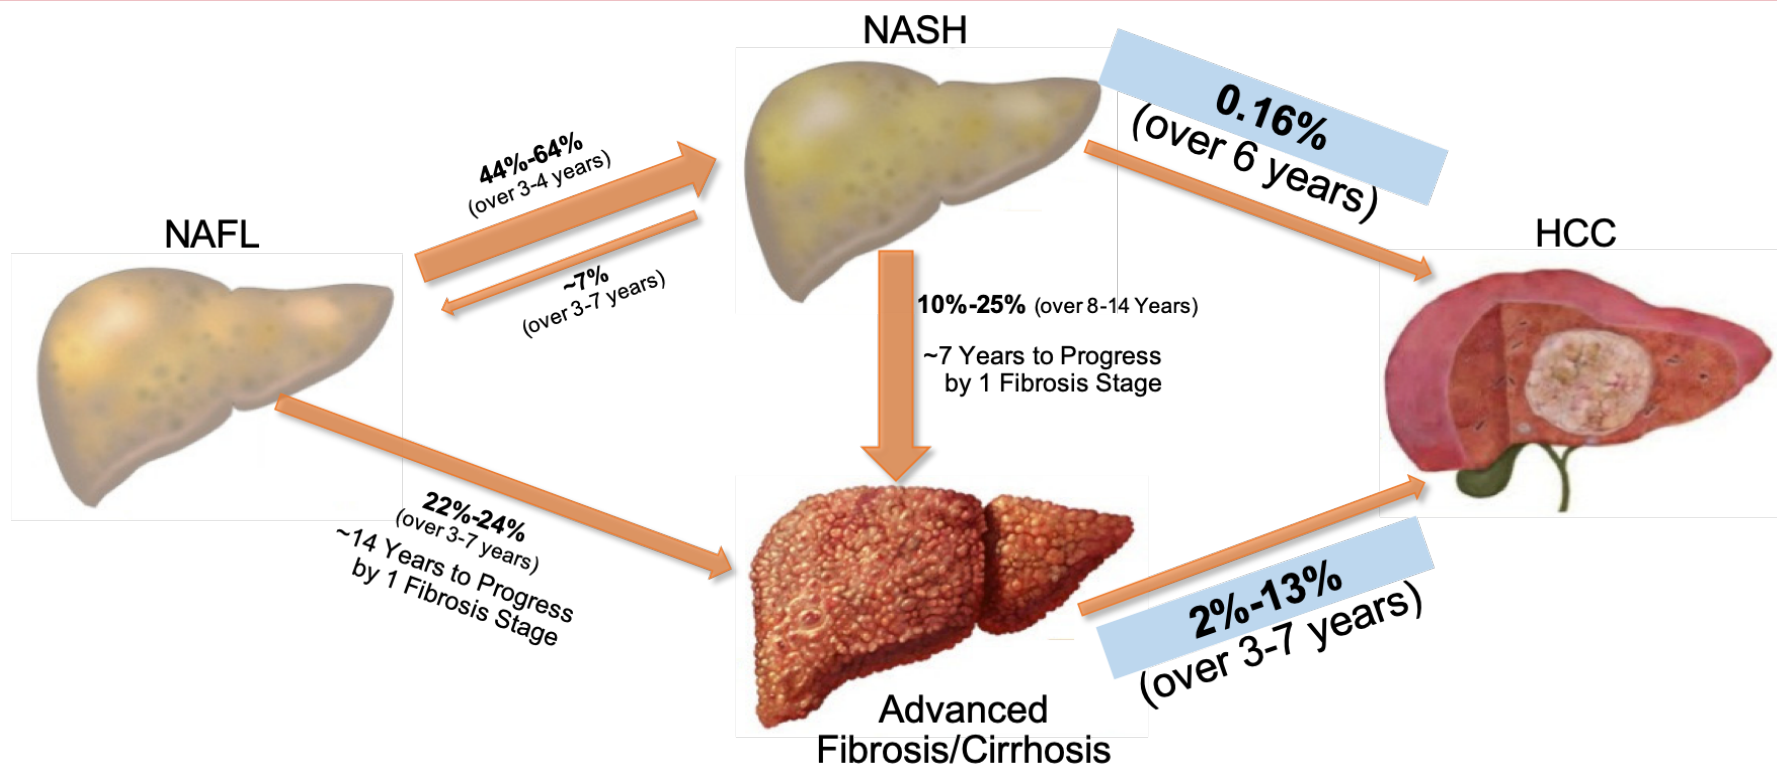 NASH
0.16%
(over 6 years)
44%-64%
(over 3-4 years)
NAFL
HCC
~7%
(over 3-7 years)
10%-25% (over 8-14 Years)
~7 Years to Progress
by 1 Fibrosis Stage
22%-24%
(over 3-7 years)
~14 Years to Progress
by 1 Fibrosis Stage
2%-13%
(over 3-7 years)
Advanced
Fibrosis/Cirrhosis